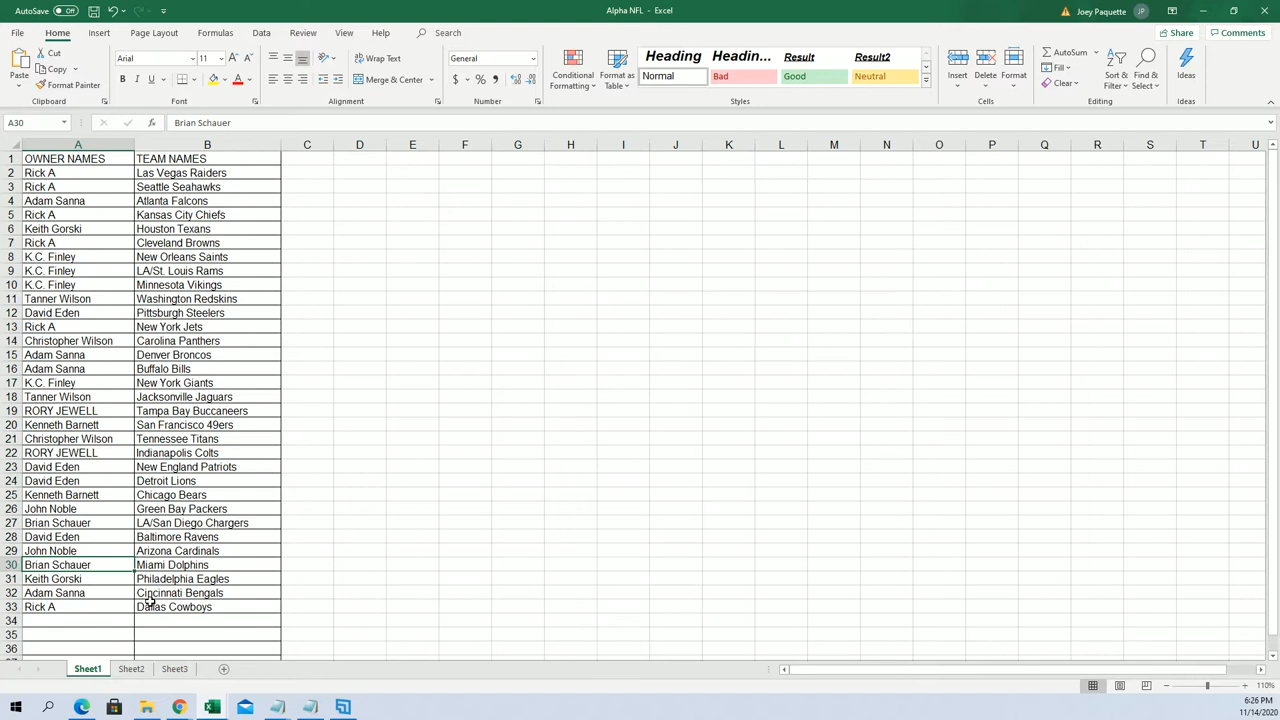 AutoSave Off Alpha NFL - Excel Joey Paquette JP
File Home Insert Page Layout Formulas Data Review View Help Search Share Comments
Paste Cut Copy Format Painter Clipboard
Arial 11 A A B I U A Font
Wrap Text Merge & Center Alignment
General $ % , Number
Conditional Formatting Format as Table
Heading Headin... Result Result2
Normal Bad Good Neutral
Styles
Insert Delete Format Cells
AutoSum Fill Clear Sort & Filter Find & Select Editing
Ideas Ideas
A30 fx Brian Schauer
A B C D E F G H I J K L M N O P Q R S T U
1 OWNER NAMES TEAM NAMES
2 Rick A Las Vegas Raiders
3 Rick A Seattle Seahawks
4 Adam Sanna Atlanta Falcons
5 Rick A Kansas City Chiefs
6 Keith Gorski Houston Texans
7 Rick A Cleveland Browns
8 K.C. Finley New Orleans Saints
9 K.C. Finley LA/St. Louis Rams
10 K.C. Finley Minnesota Vikings
11 Tanner Wilson Washington Redskins
12 David Eden Pittsburgh Steelers
13 Rick A New York Jets
14 Christopher Wilson Carolina Panthers
15 Adam Sanna Denver Broncos
16 Adam Sanna Buffalo Bills
17 K.C. Finley New York Giants
18 Tanner Wilson Jacksonville Jaguars
19 RORY JEWELL Tampa Bay Buccaneers
20 Kenneth Barnett San Francisco 49ers
21 Christopher Wilson Tennessee Titans
22 RORY JEWELL Indianapolis Colts
23 David Eden New England Patriots
24 David Eden Detroit Lions
25 Kenneth Barnett Chicago Bears
26 John Noble Green Bay Packers
27 Brian Schauer LA/San Diego Chargers
28 David Eden Baltimore Ravens
29 John Noble Arizona Cardinals
30 Brian Schauer Miami Dolphins
31 Keith Gorski Philadelphia Eagles
32 Adam Sanna Cincinnati Bengals
33 Rick A Dallas Cowboys
34
35
36
Sheet1 Sheet2 Sheet3
110%
6:26 PM
11/14/2020